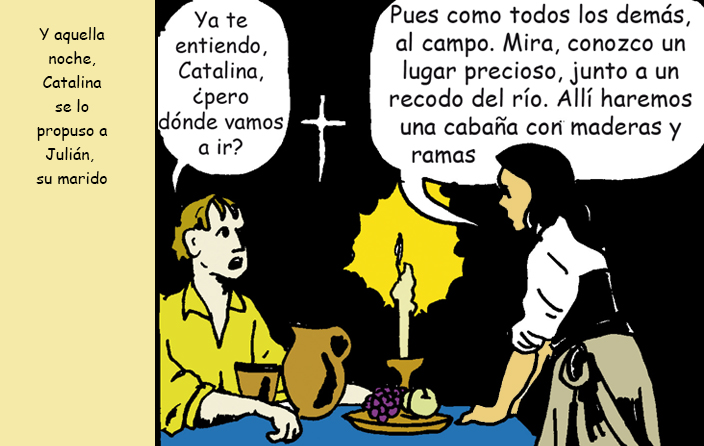 Y aquella
noche,
Catalina
se lo
propuso a
Julián,
su marido
Ya te
entiendo,
Catalina,
¿pero
dónde vamos
a ir?
Pues como todos los demás,
al campo. Mira, conozco un
lugar precioso, junto a un
recodo del río. Allí haremos
una cabaña con maderas y
ramas